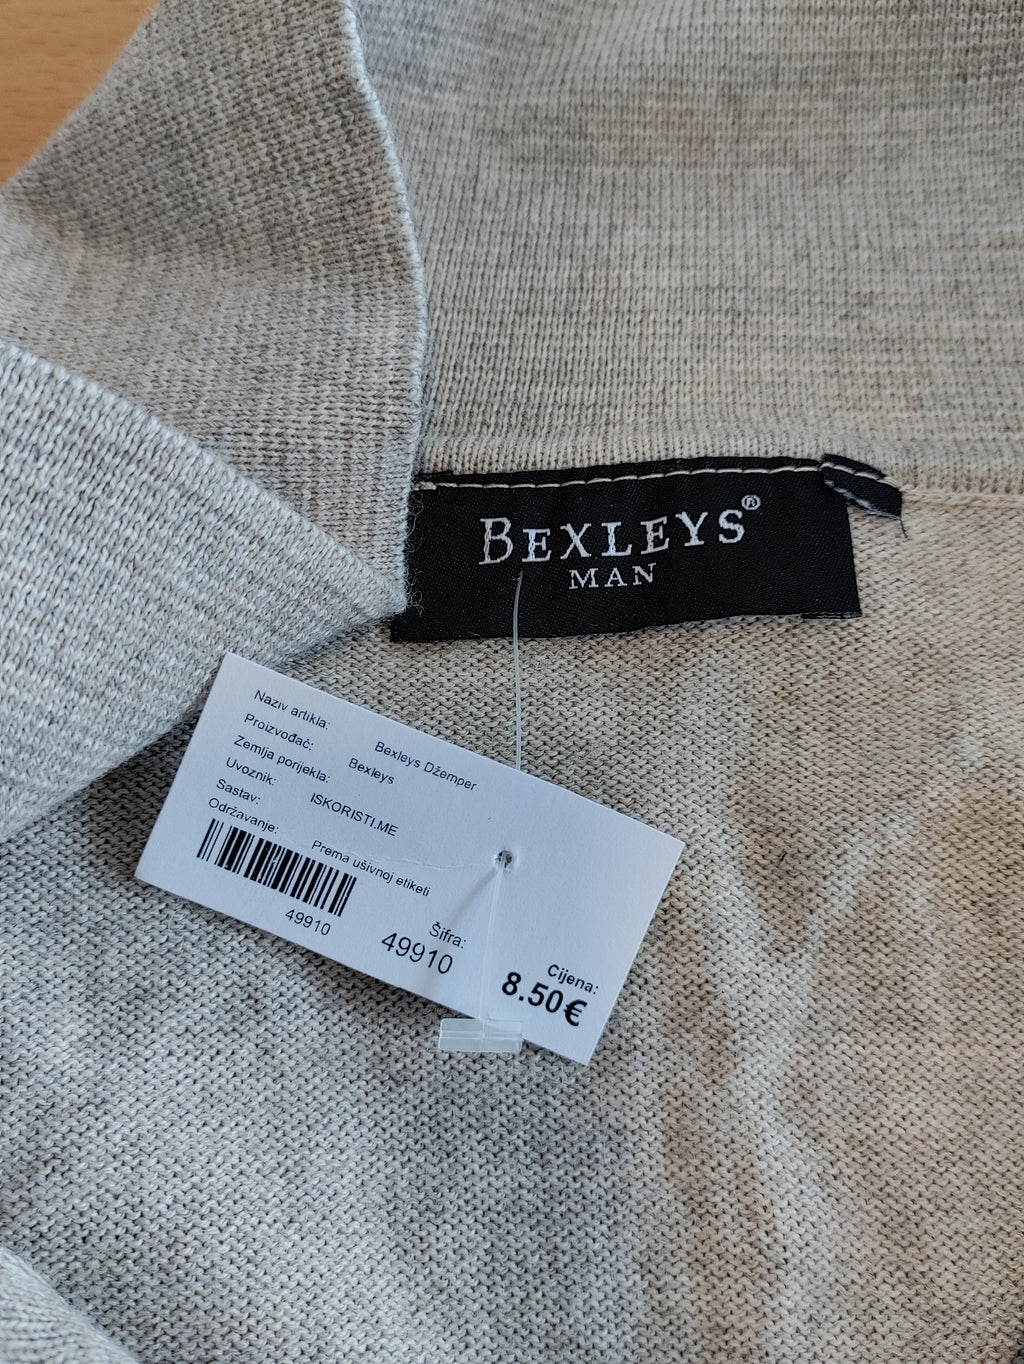 BEXLEYS®
MAN
Naziv artikla: Bexleys Džemper
Proizvođač: Bexleys
Zemlja porijekla:
Uvoznik: ISKORISTI.ME
Sastav:
Održavanje: Prema ušivnoj etiketi
49910
Šifra:
49910
Cijena:
8.50€